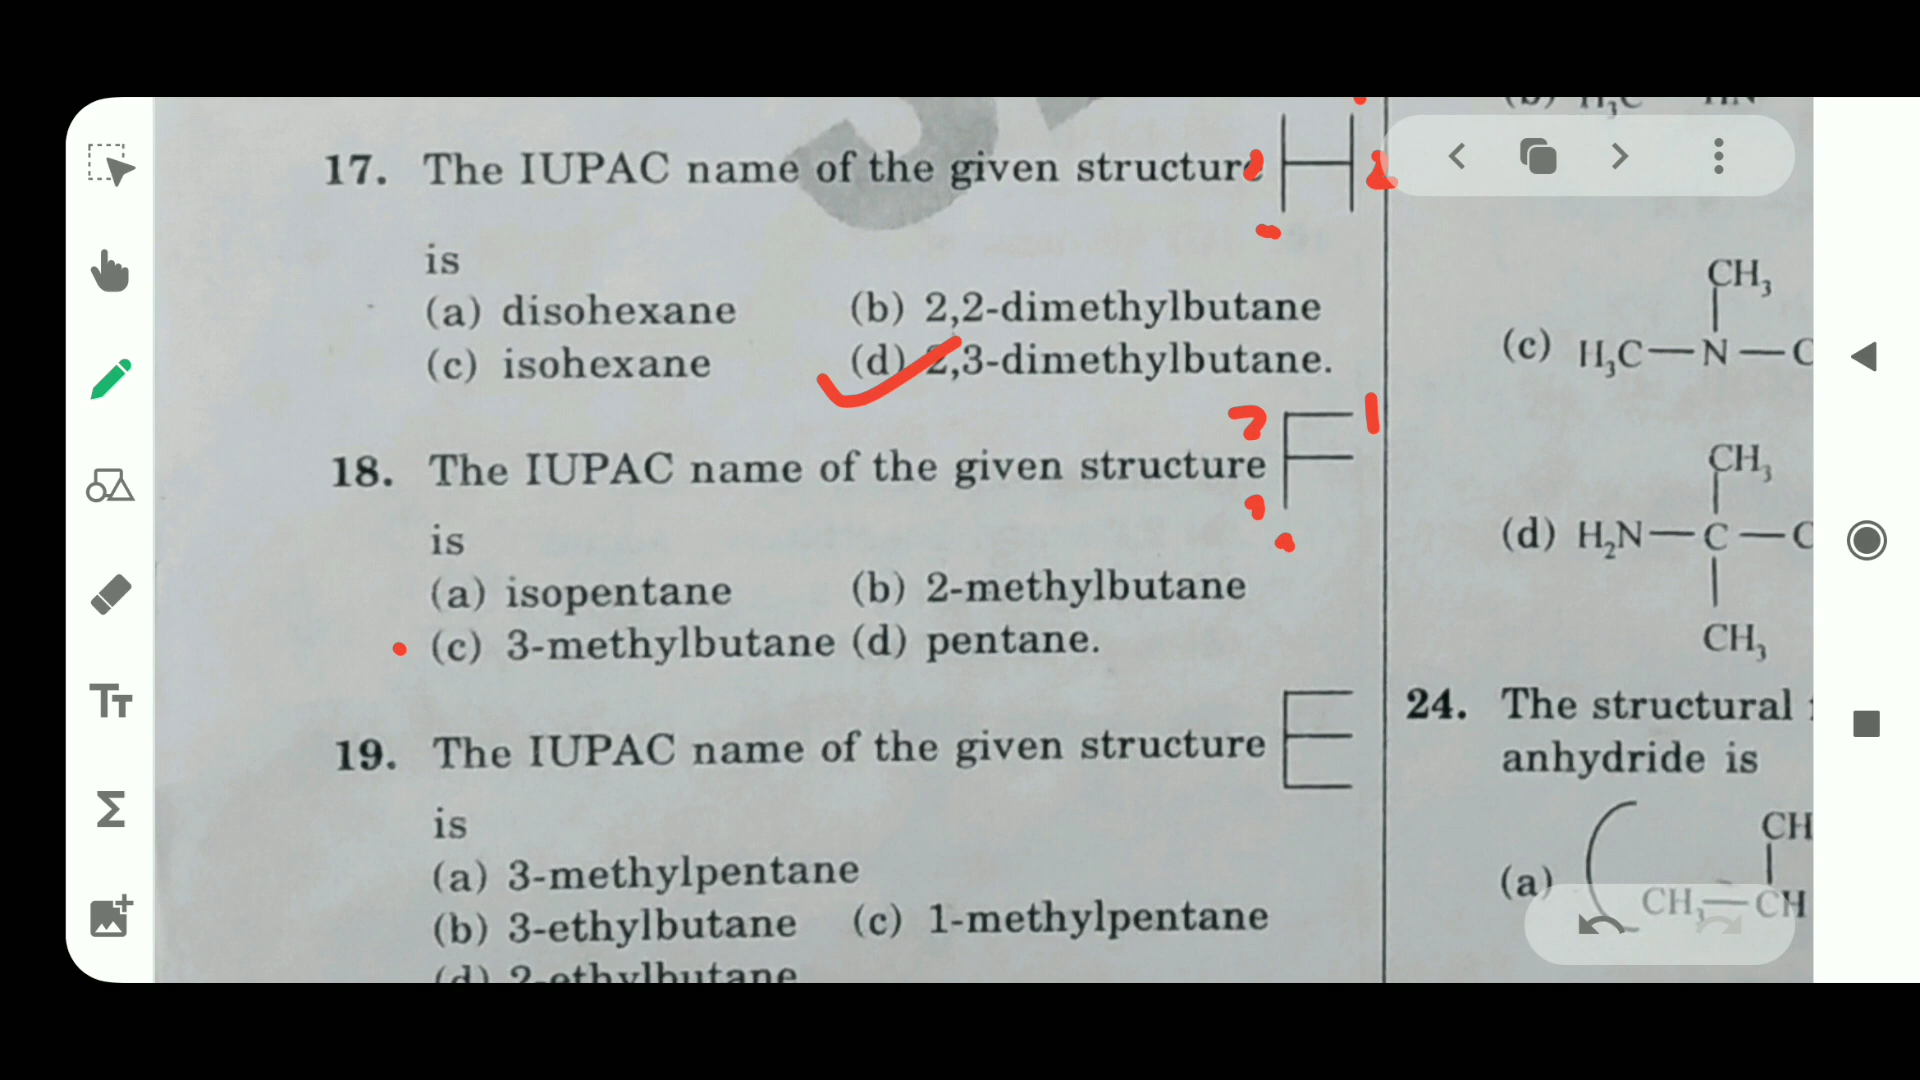 17. The IUPAC name of the given structure
is
(a) disohexane (b) 2,2-dimethylbutane
(c) isohexane (d) 2,3-dimethylbutane.
18. The IUPAC name of the given structure
is
(a) isopentane (b) 2-methylbutane
(c) 3-methylbutane (d) pentane.
19. The IUPAC name of the given structure
is
(a) 3-methylpentane
(b) 3-ethylbutane (c) 1-methylpentane
(d) 2-ethylbutane
CH₃
(c) H₃C—N—C
CH₃
(d) H₂N—C—C
CH₃
24. The structural
anhydride is
CH
(a) CH₃—CH
Tт
Σ